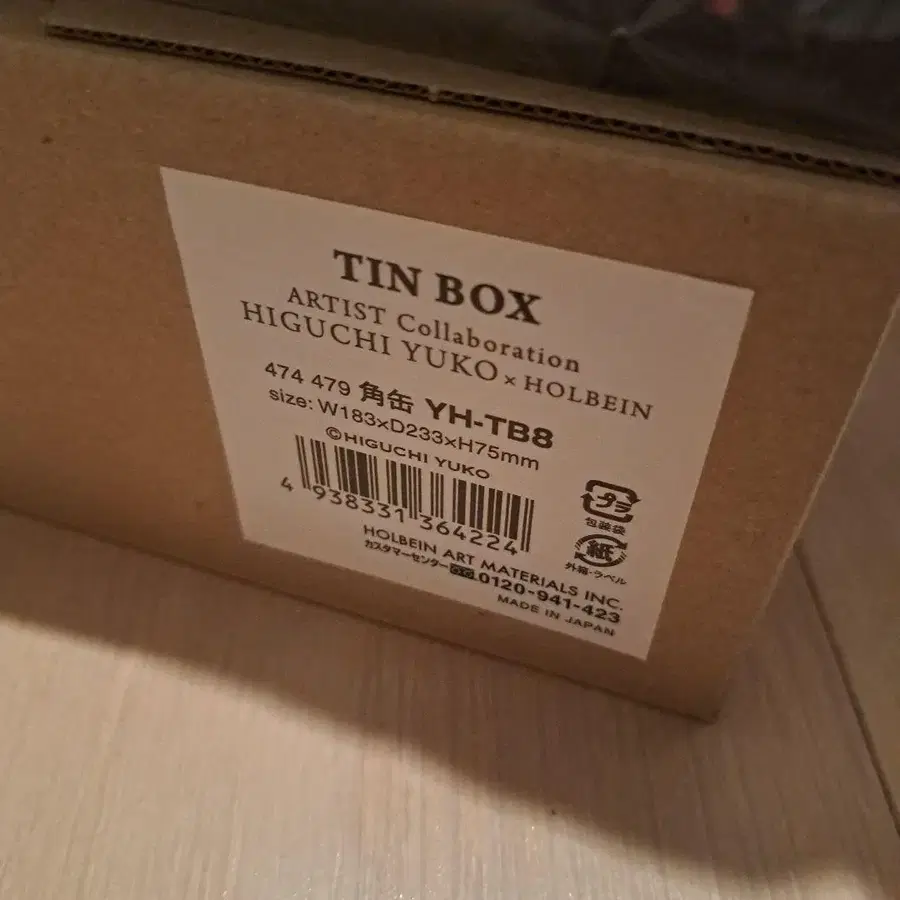 TIN BOX
ARTIST Collaboration
HIGUCHI YUKO × HOLBEIN
474 479 角缶 YH-TB8
size: W183×D233×H75mm
©HIGUCHI YUKO
4 938331 364224
プラ
包装袋
紙
外箱・ラベル
HOLBEIN ART MATERIALS INC.
カスタマーセンター 0120-941-423
MADE IN JAPAN